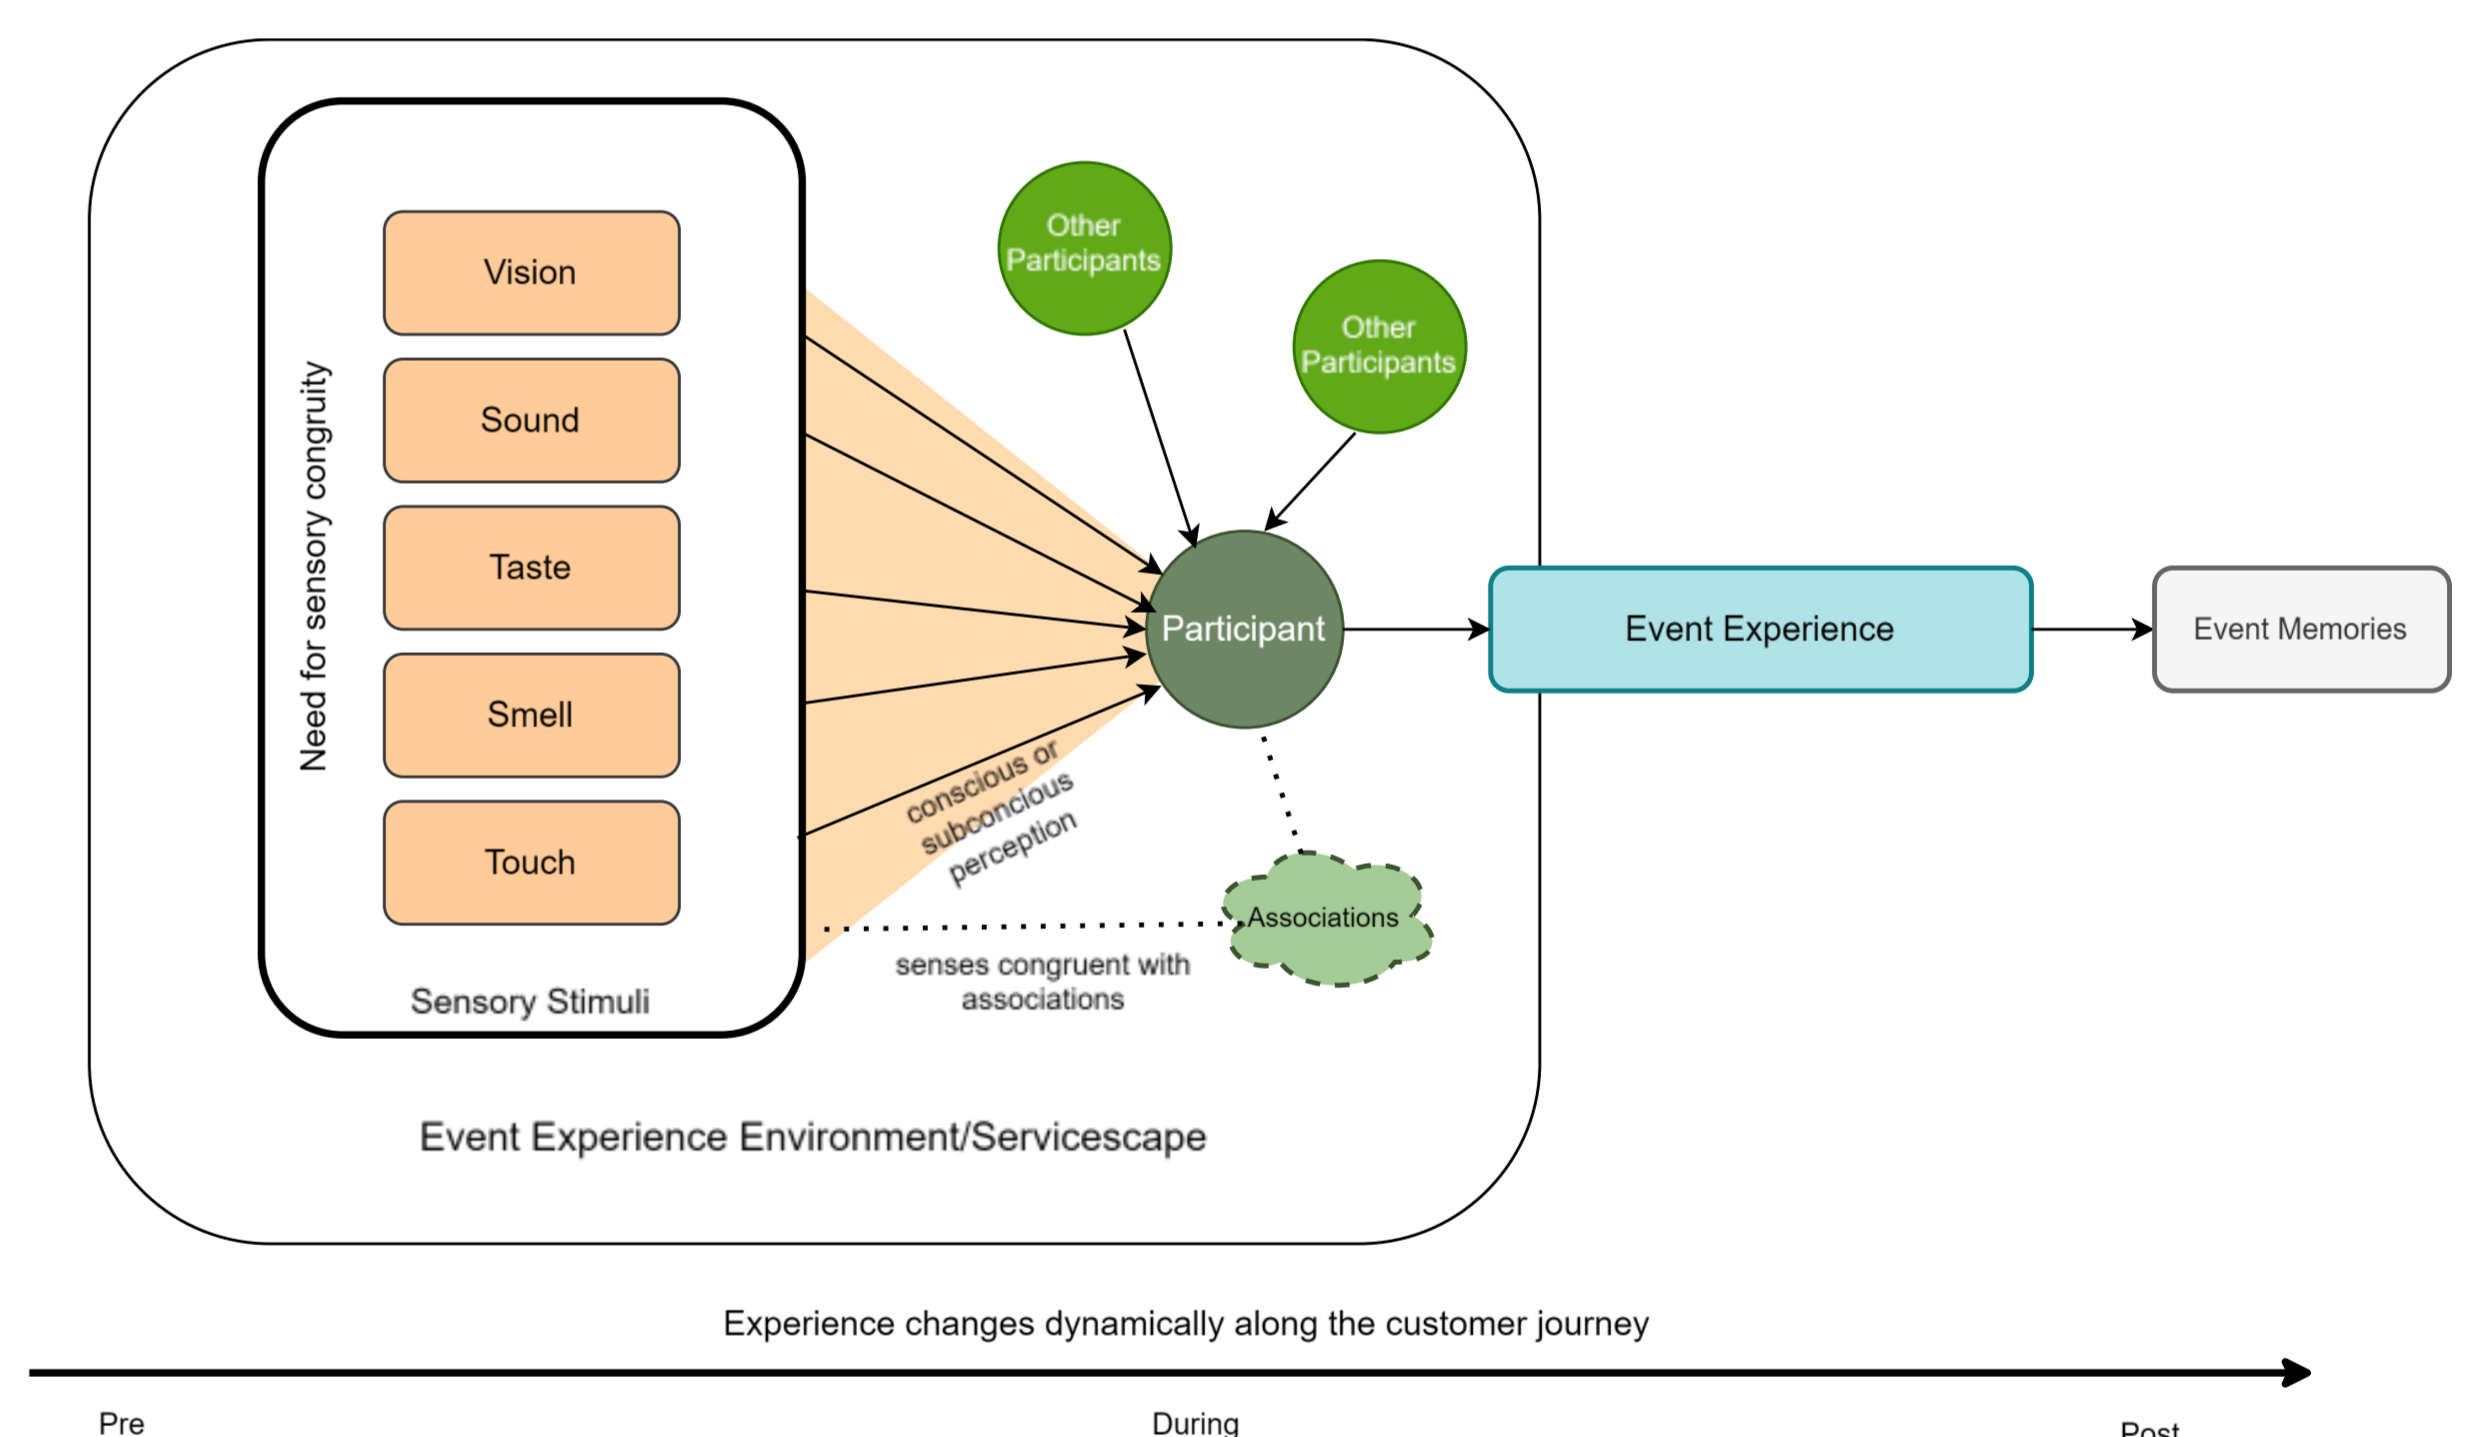 Need for sensory congruity
Vision
Sound
Taste
Smell
Touch
Sensory Stimuli
Other
Participants
Other
Participants
Participant
conscious or
subconcious
perception
Associations
senses congruent with
associations
Event Experience
Event Memories
Event Experience Environment/Servicescape
Experience changes dynamically along the customer journey
Pre
During
Post